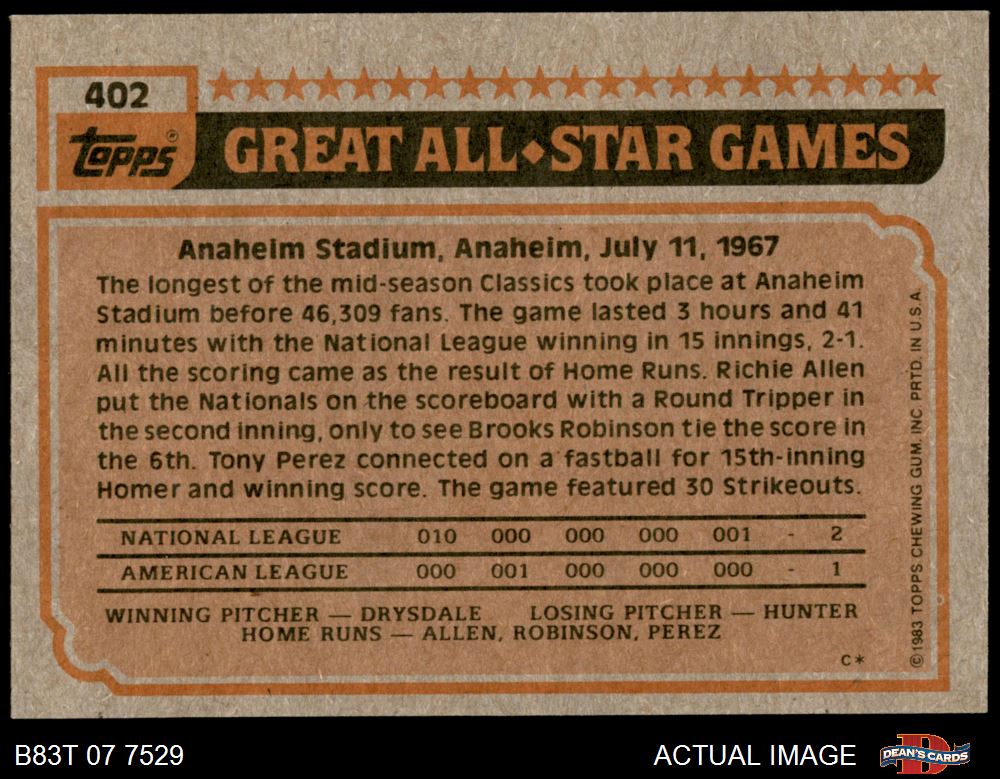 402
topps®
GREAT ALL◆STAR GAMES
Anaheim Stadium, Anaheim, July 11, 1967
The longest of the mid-season Classics took place at Anaheim
Stadium before 46,309 fans. The game lasted 3 hours and 41
minutes with the National League winning in 15 innings, 2-1.
All the scoring came as the result of Home Runs. Richie Allen
put the Nationals on the scoreboard with a Round Tripper in
the second inning, only to see Brooks Robinson tie the score in
the 6th. Tony Perez connected on a fastball for 15th-inning
Homer and winning score. The game featured 30 Strikeouts.
NATIONAL LEAGUE 010 000 000 000 001 - 2
AMERICAN LEAGUE 000 001 000 000 000 - 1
WINNING PITCHER — DRYSDALE LOSING PITCHER — HUNTER
HOME RUNS — ALLEN, ROBINSON, PEREZ
C*
©1983 TOPPS CHEWING GUM. INC. PRTD. IN U.S.A.
B83T 07 7529
ACTUAL IMAGE
D
DEAN'S CARDS